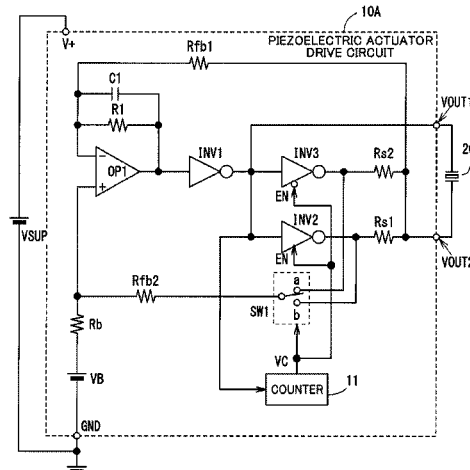 10A
V+
PIEZOELECTRIC ACTUATOR
DRIVE CIRCUIT
Rfb1
C1
R1
VOUT1
INV1
INV3
Rs2
20
OP1
EN
INV2
Rs1
EN
VSUP
VOUT2
Rfb2
a
SW1
b
Rb
VC
11
VB
COUNTER
GND